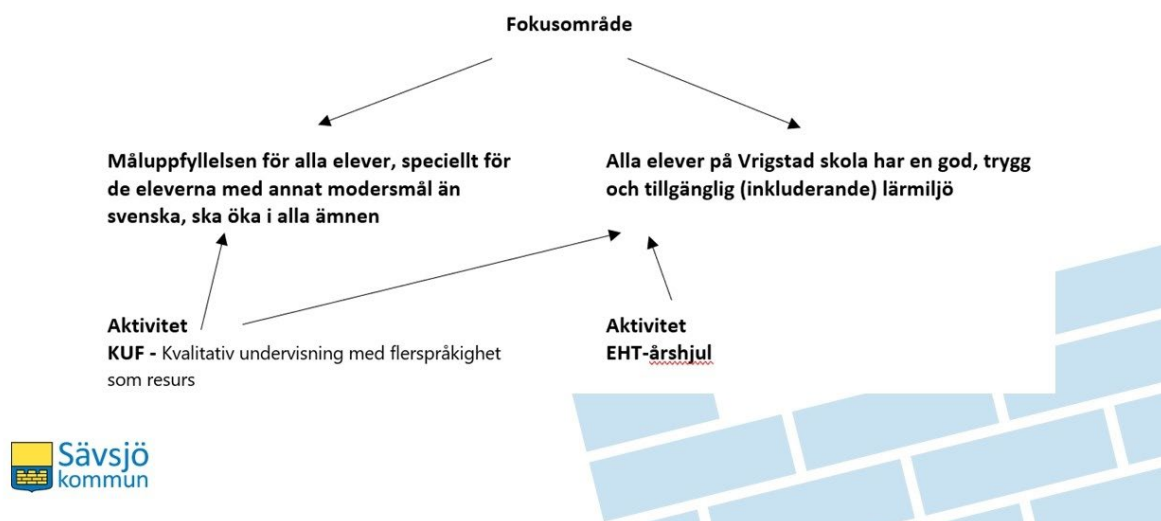 Fokusområde
Måluppfyllelsen för alla elever, speciellt för
de eleverna med annat modersmål än
svenska, ska öka i alla ämnen
Alla elever på Vrigstad skola har en god, trygg
och tillgänglig (inkluderande) lärmiljö
Aktivitet
KUF - Kvalitativ undervisning med flerspråkighet
som resurs
Aktivitet
EHT-årshjul
Sävsjö
kommun